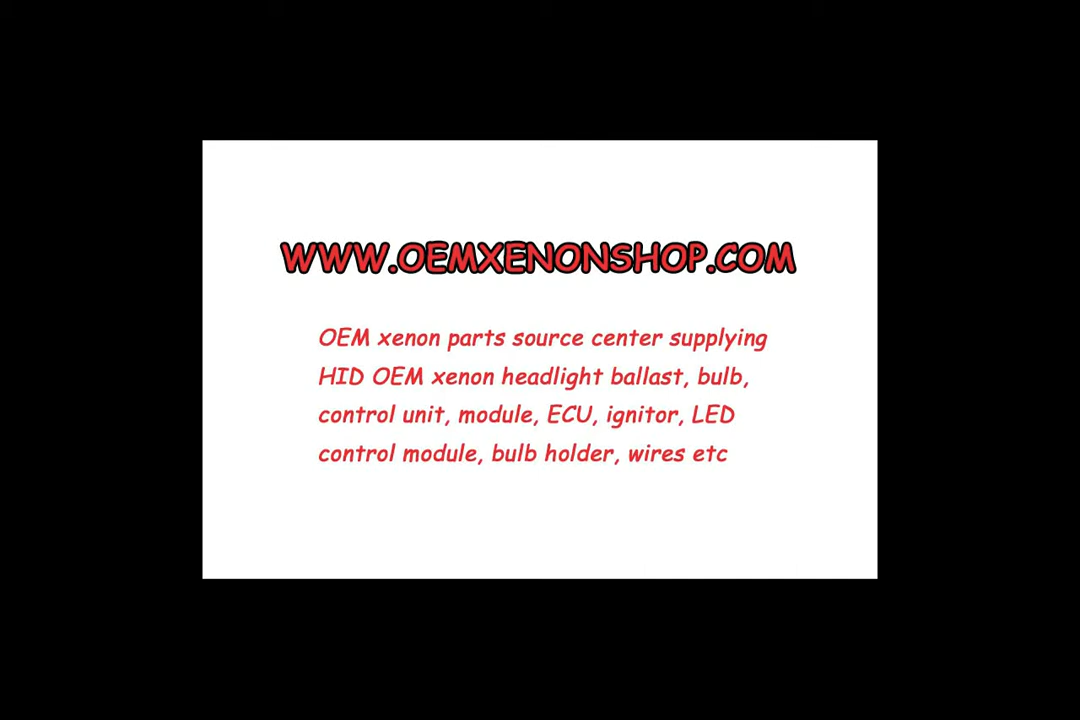 WWW.OEMXENONSHOP.COM
OEM xenon parts source center supplying
HID OEM xenon headlight ballast, bulb,
control unit, module, ECU, ignitor, LED
control module, bulb holder, wires etc